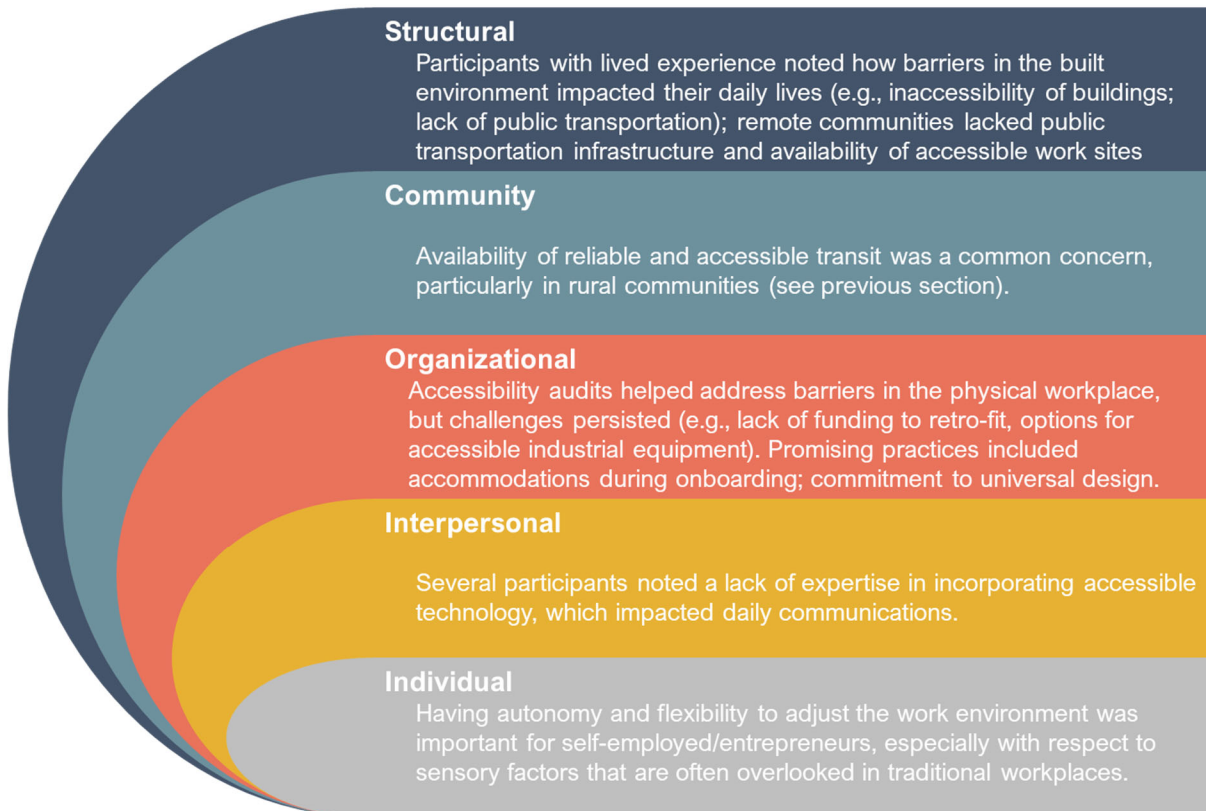 Structural
Participants with lived experience noted how barriers in the built
environment impacted their daily lives (e.g., inaccessibility of buildings;
lack of public transportation); remote communities lacked public
transportation infrastructure and availability of accessible work sites
Community
Availability of reliable and accessible transit was a common concern,
particularly in rural communities (see previous section).
Organizational
Accessibility audits helped address barriers in the physical workplace,
but challenges persisted (e.g., lack of funding to retro-fit, options for
accessible industrial equipment). Promising practices included
accommodations during onboarding; commitment to universal design.
Interpersonal
Several participants noted a lack of expertise in incorporating accessible
technology, which impacted daily communications.
Individual
Having autonomy and flexibility to adjust the work environment was
important for self-employed/entrepreneurs, especially with respect to
sensory factors that are often overlooked in traditional workplaces.